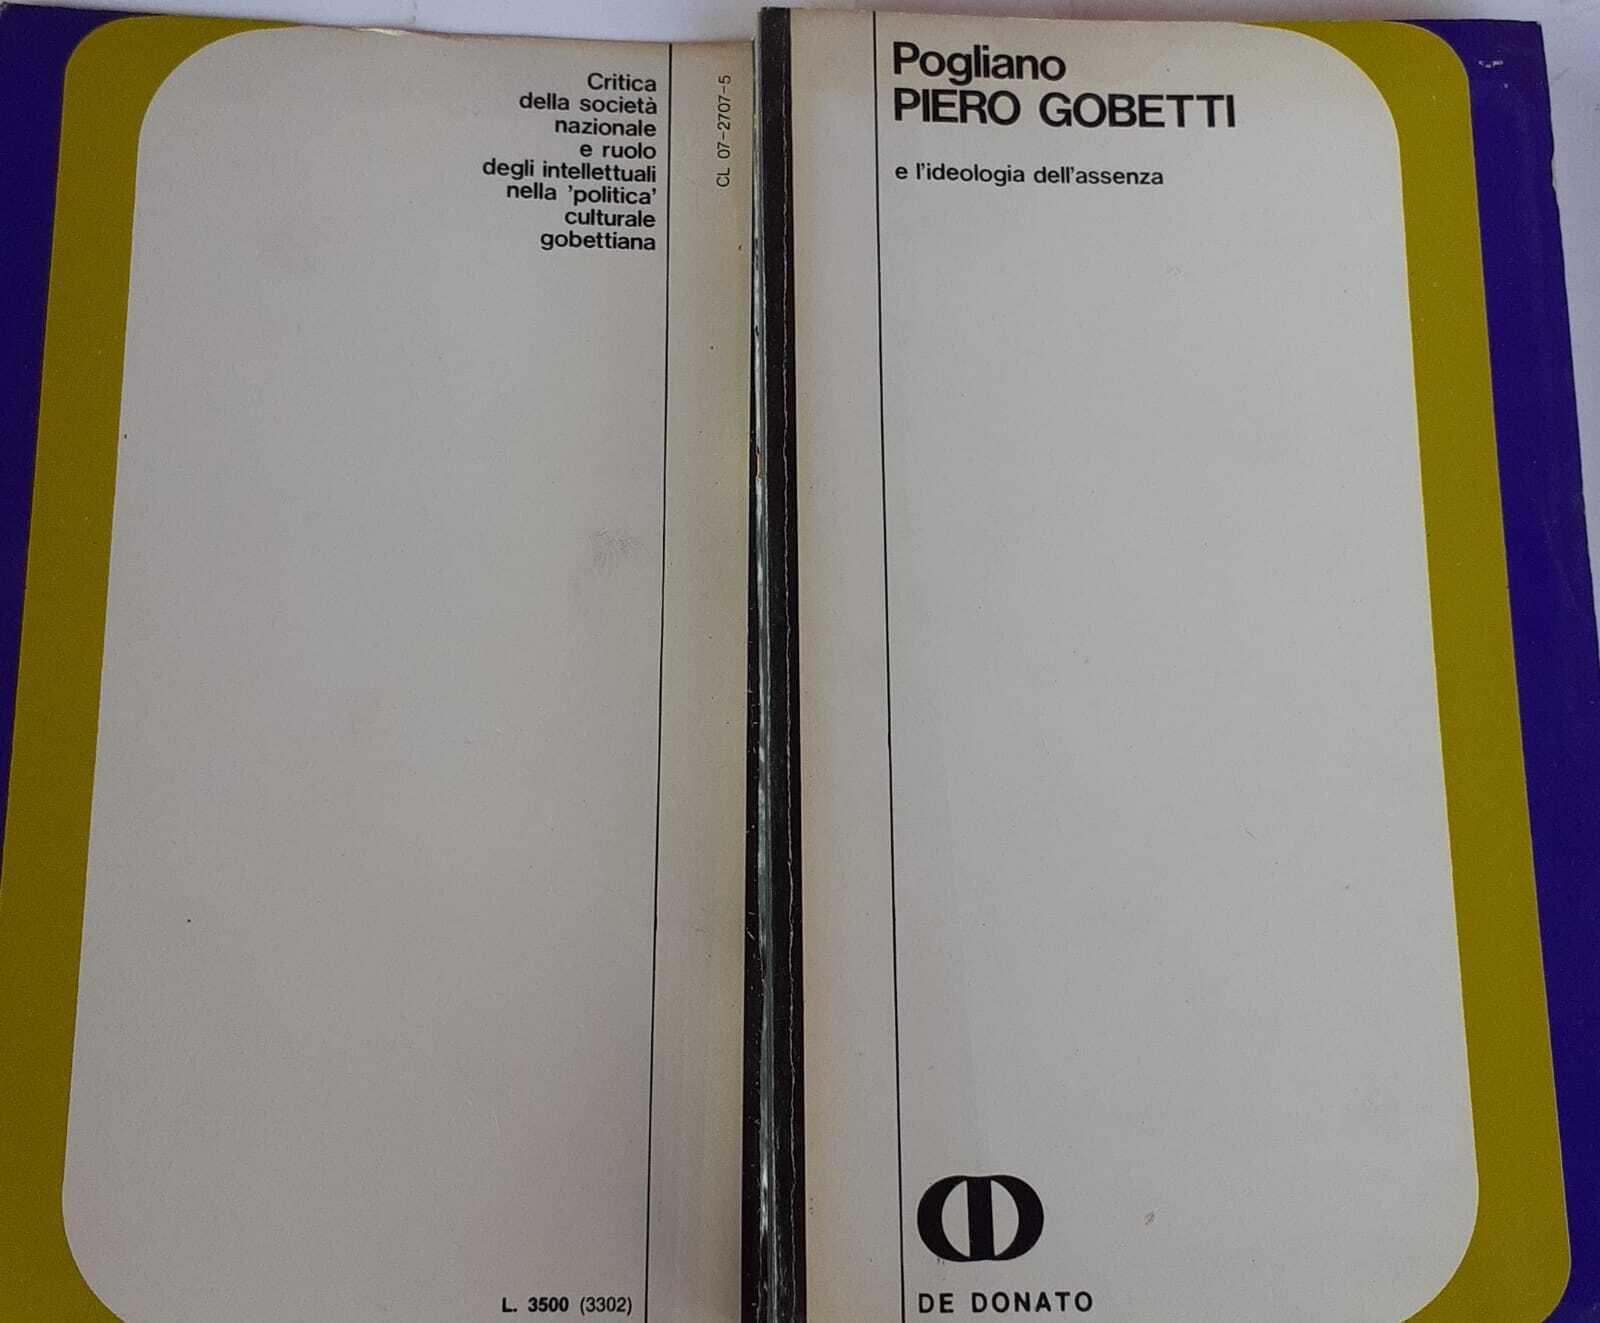 Critica
della società
nazionale
e ruolo
degli intellettuali
nella 'politica'
culturale
gobettiana
CL 07-2707-5
L. 3500 (3302)
Pogliano
PIERO GOBETTI
e l'ideologia dell'assenza
DE DONATO